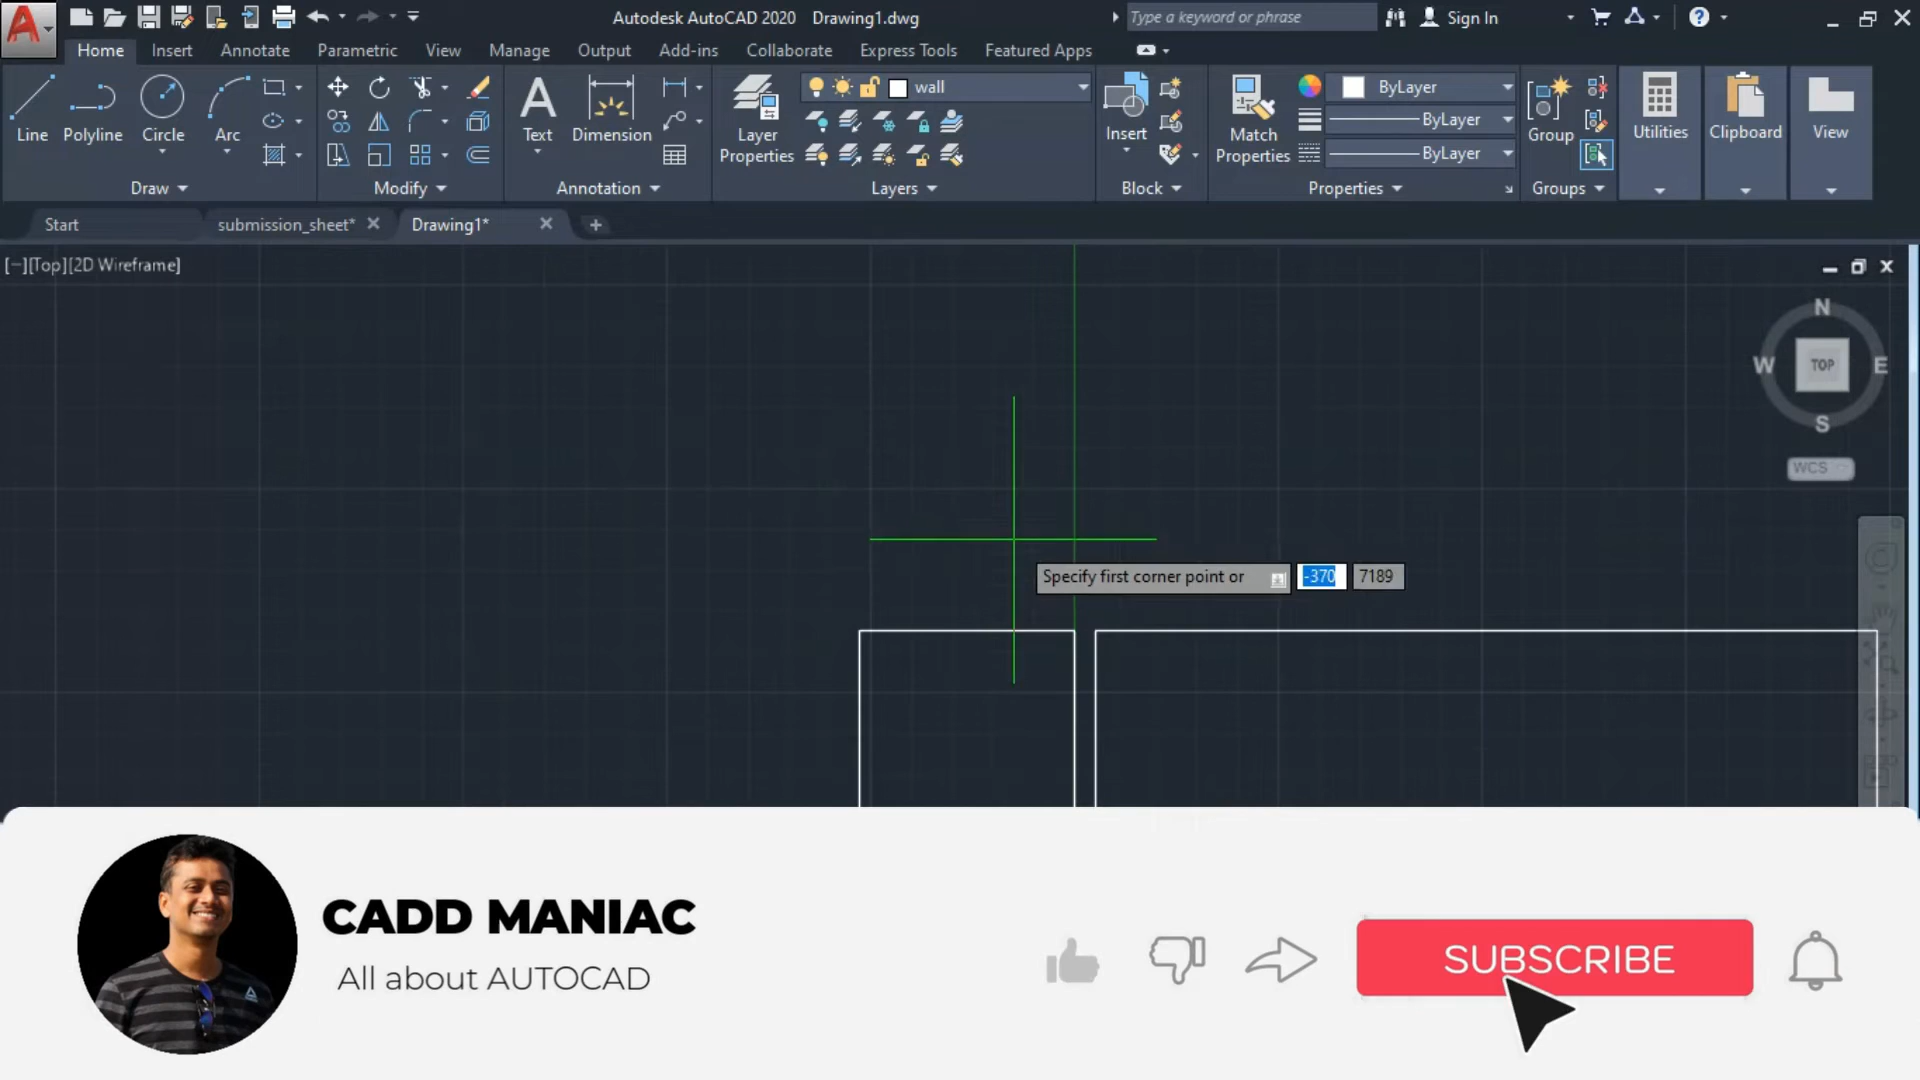 Autodesk AutoCAD 2020 Drawing1.dwg
Type a keyword or phrase
Sign In
Home Insert Annotate Parametric View Manage Output Add-ins Collaborate Express Tools Featured Apps
wall
ByLayer
ByLayer
ByLayer
Line Polyline Circle Arc
Text Dimension
Layer Properties
Insert
Match Properties
Group
Utilities Clipboard View
Draw Modify Annotation Layers Block Properties Groups
Start submission_sheet* Drawing1*
[−][Top][2D Wireframe]
N
W TOP E
S
WCS
Specify first corner point or -370 7189
CADD MANIAC
All about AUTOCAD
SUBSCRIBE